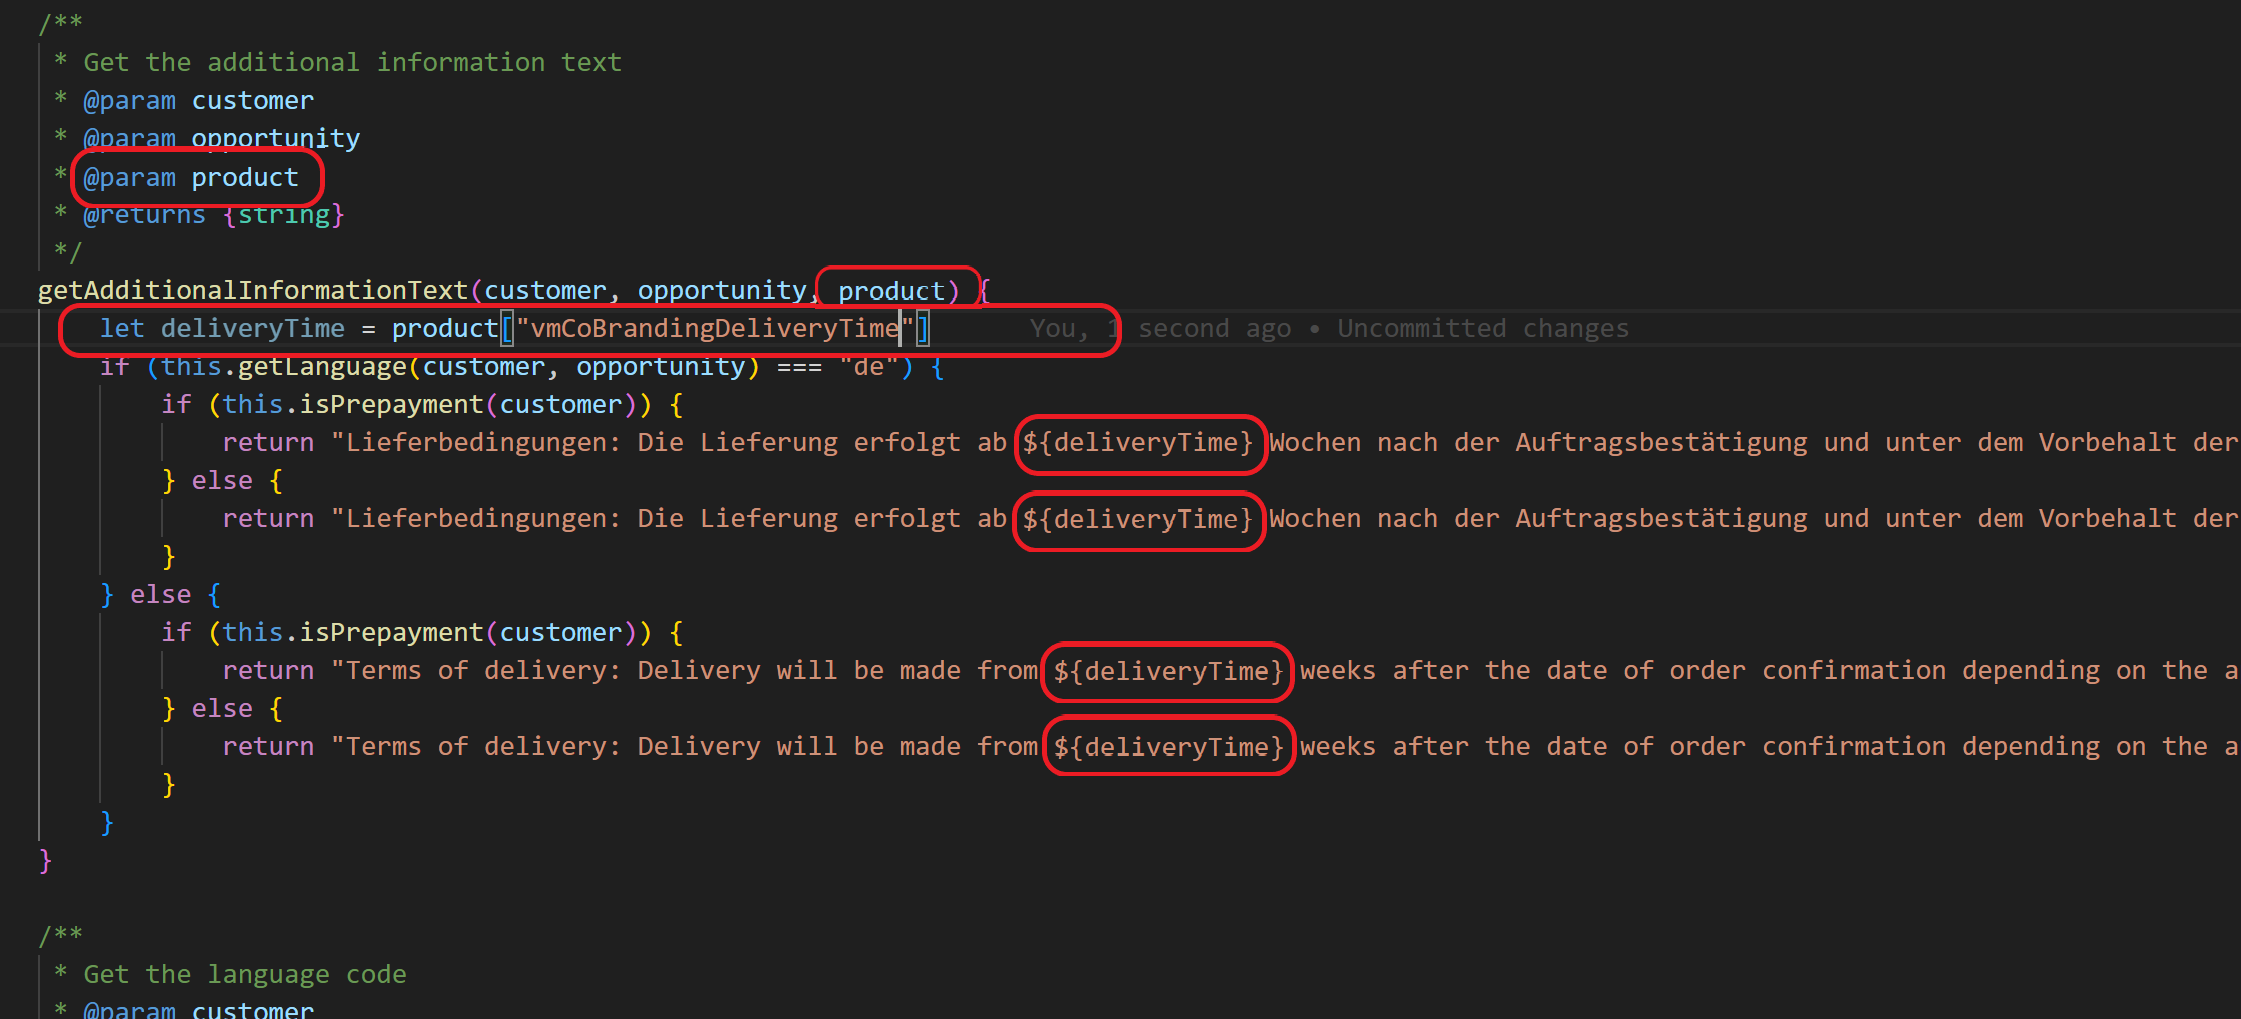 /**
 * Get the additional information text
 * @param customer
 * @param opportunity
 * @param product
 * @returns {string}
 */
getAdditionalInformationText(customer, opportunity, product) {
    let deliveryTime = product["vmCoBrandingDeliveryTime"] You, 1 second ago • Uncommitted changes
    if (this.getLanguage(customer, opportunity) === "de") {
        if (this.isPrepayment(customer)) {
            return "Lieferbedingungen: Die Lieferung erfolgt ab ${deliveryTime} Wochen nach der Auftragsbestätigung und unter dem Vorbehalt der
        } else {
            return "Lieferbedingungen: Die Lieferung erfolgt ab ${deliveryTime} Wochen nach der Auftragsbestätigung und unter dem Vorbehalt der
        }
    } else {
        if (this.isPrepayment(customer)) {
            return "Terms of delivery: Delivery will be made from ${deliveryTime} weeks after the date of order confirmation depending on the a
        } else {
            return "Terms of delivery: Delivery will be made from ${deliveryTime} weeks after the date of order confirmation depending on the a
        }
    }
}
/**
 * Get the language code
 * @param customer